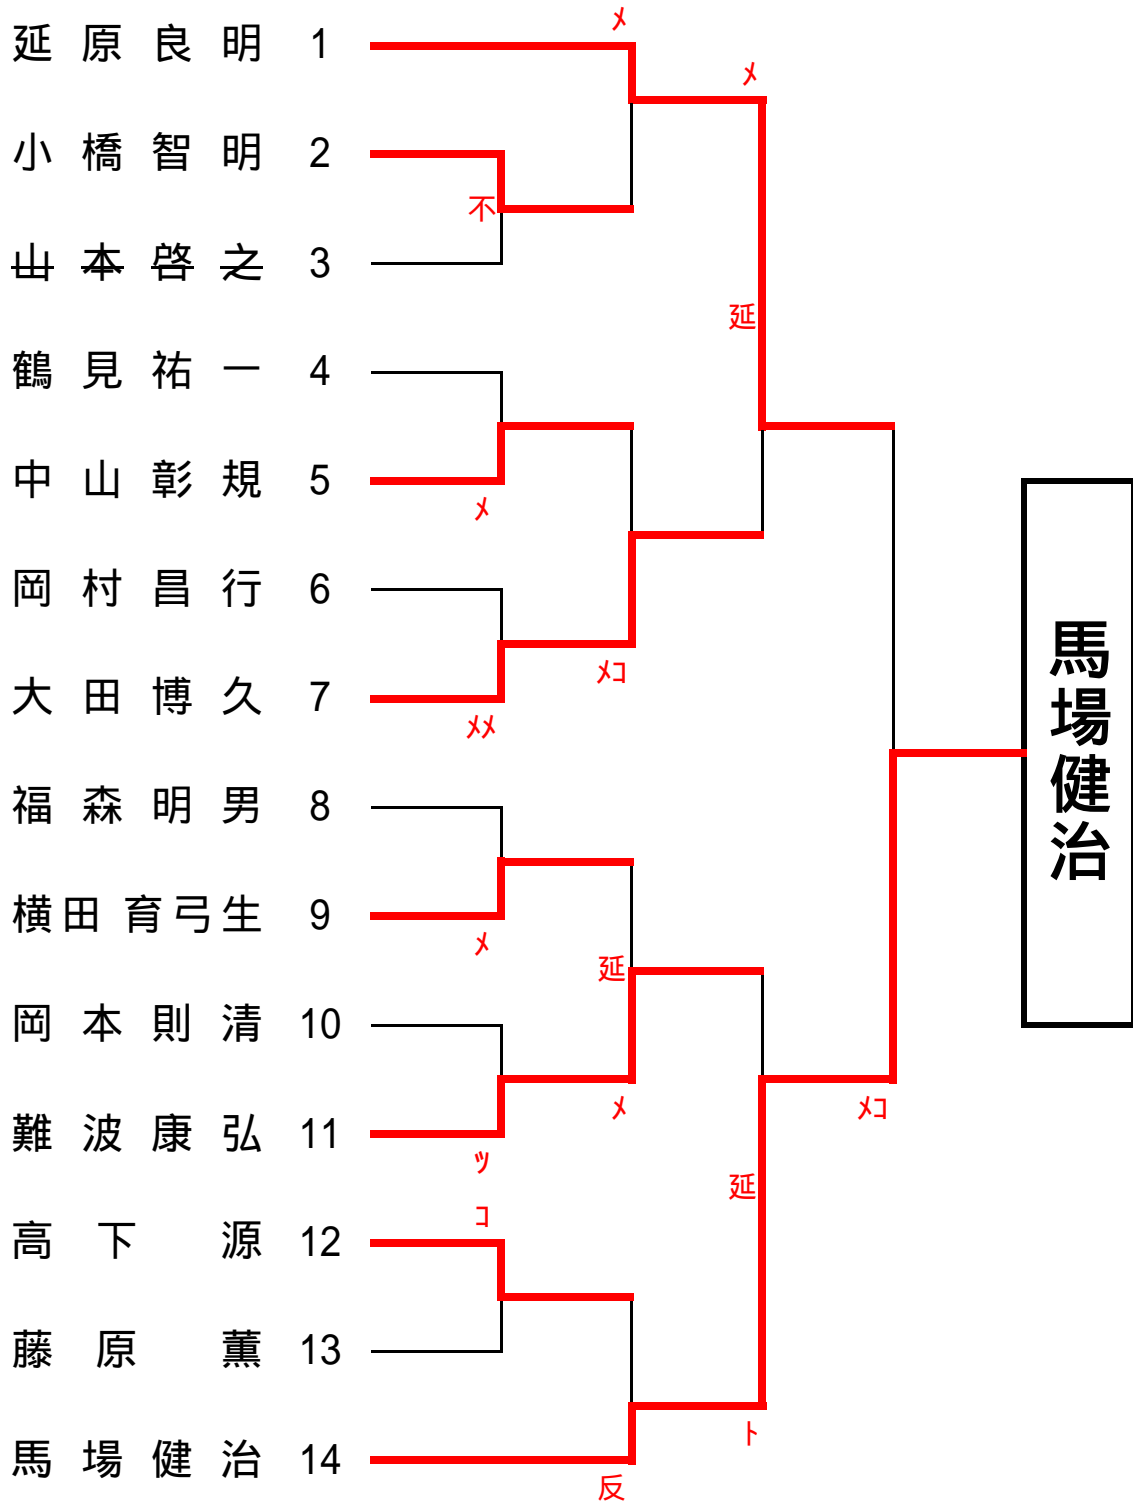 メ
延原良明 1
メ
小橋智明 2
不
山本啓之 3
延
鶴見祐一 4
中山彰規 5
メ
岡村昌行 6
メコ
大田博久 7
メメ
福森明男 8
横田育弓生 9
メ
延
岡本則清 10
メ
メコ
難波康弘 11
ツ
延
コ
高下源 12
藤原薫 13
ト
馬場健治 14
反
馬場健治